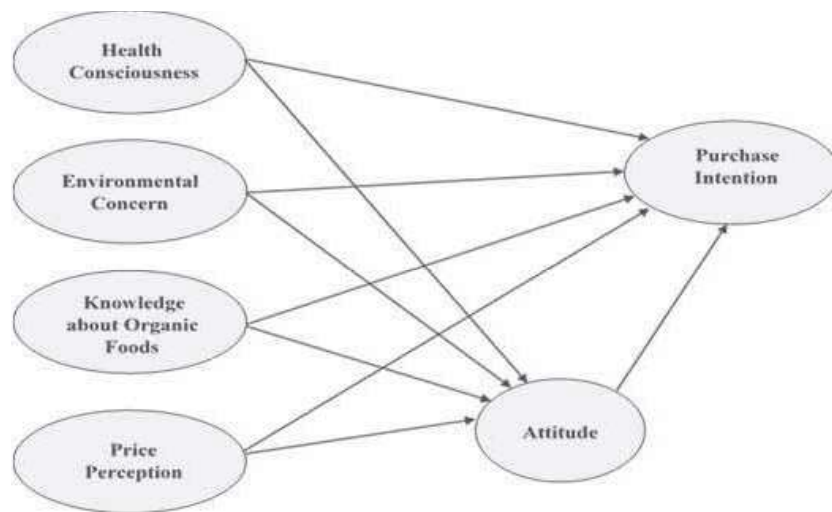 Health
Consciousness
Environmental
Concern
Knowledge
about Organic
Foods
Price
Perception
Purchase
Intention
Attitude